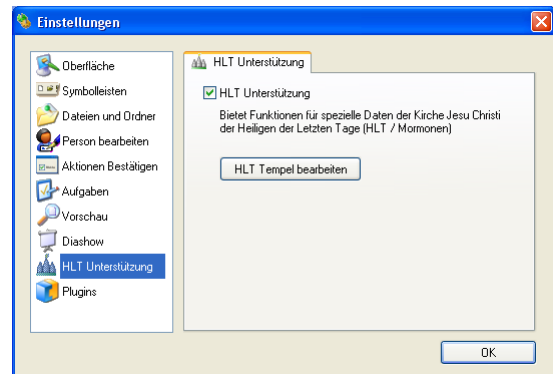 Einstellungen
Oberfläche
Symbolleisten
Dateien und Ordner
Person bearbeiten
Aktionen Bestätigen
Aufgaben
Vorschau
Diashow
HLT Unterstützung
Plugins
HLT Unterstützung
HLT Unterstützung
Bietet Funktionen für spezielle Daten der Kirche Jesu Christi
der Heiligen der Letzten Tage (HLT / Mormonen)
HLT Tempel bearbeiten
OK